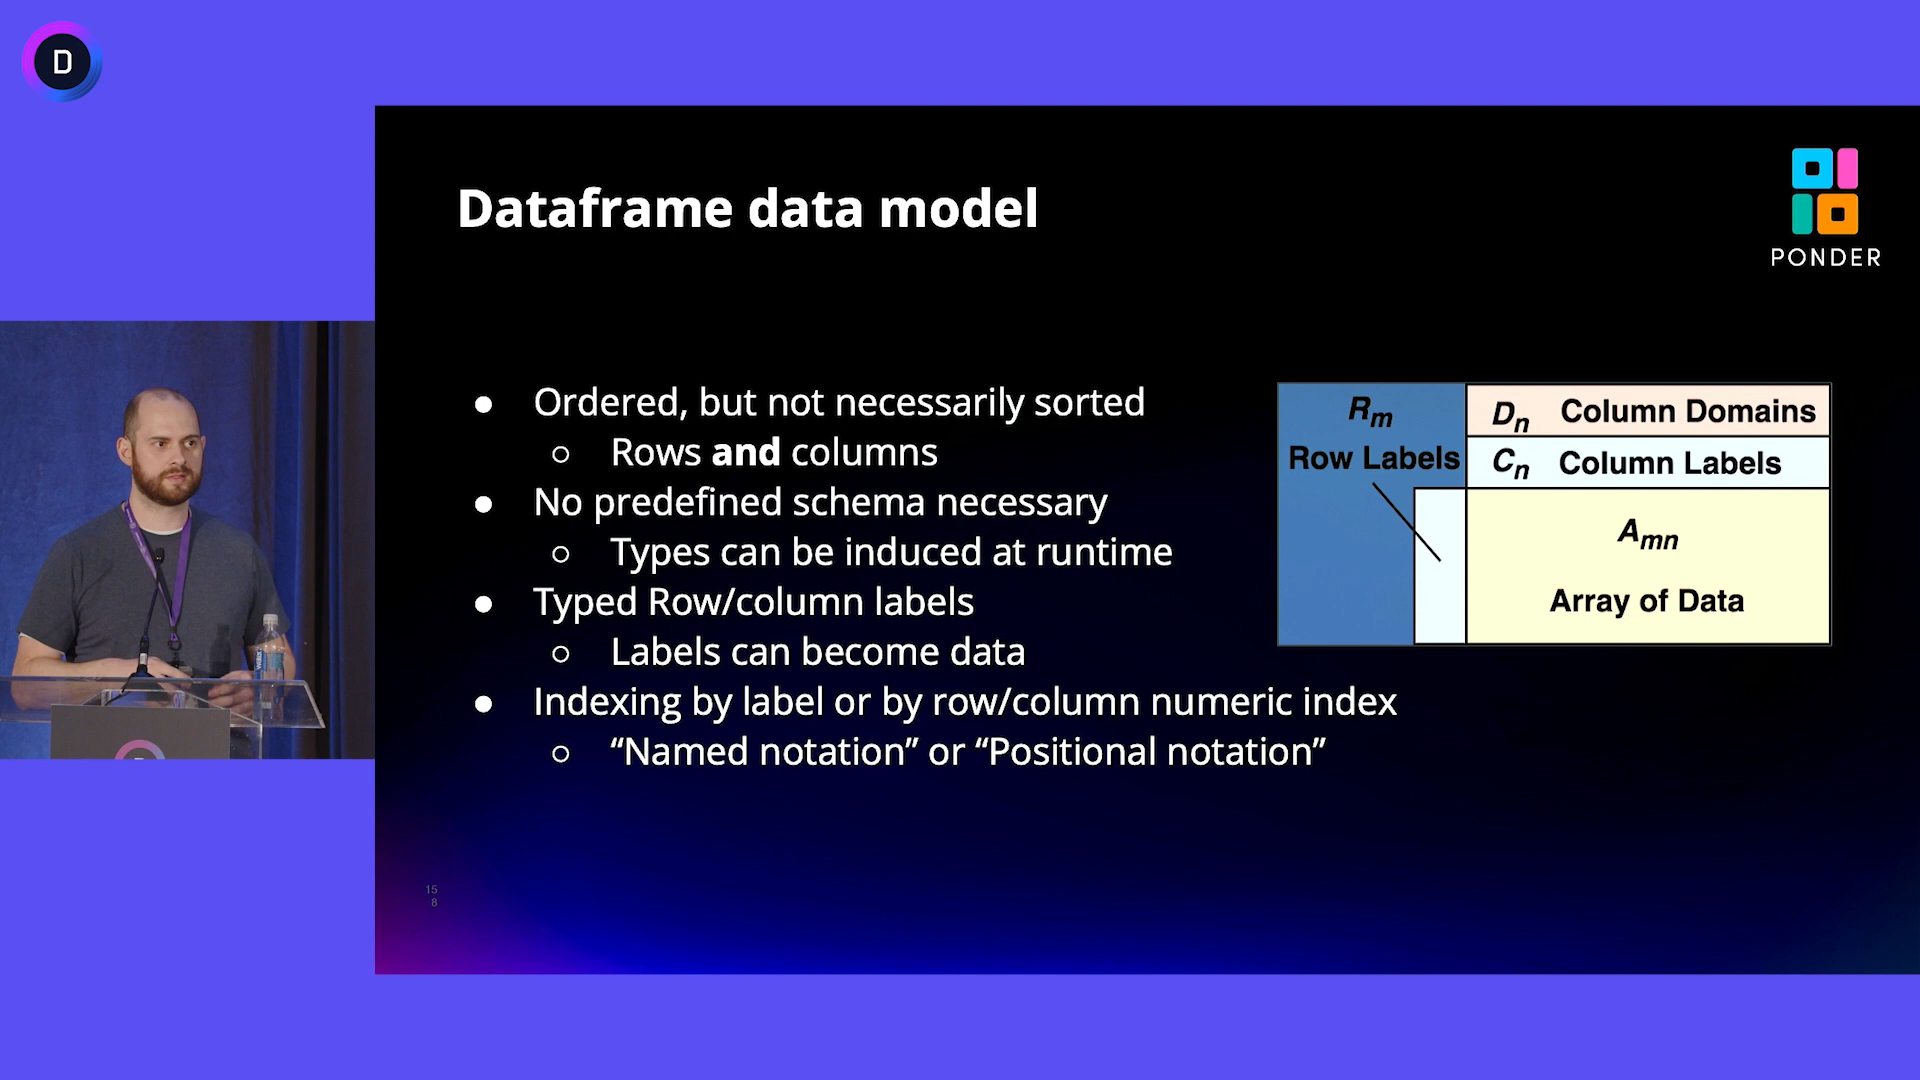 D
Dataframe data model
PONDER
● Ordered, but not necessarily sorted
○ Rows and columns
● No predefined schema necessary
○ Types can be induced at runtime
● Typed Row/column labels
○ Labels can become data
● Indexing by label or by row/column numeric index
○ “Named notation” or “Positional notation”
Rm
Row Labels
Dn Column Domains
Cn Column Labels
Amn
Array of Data
15
8